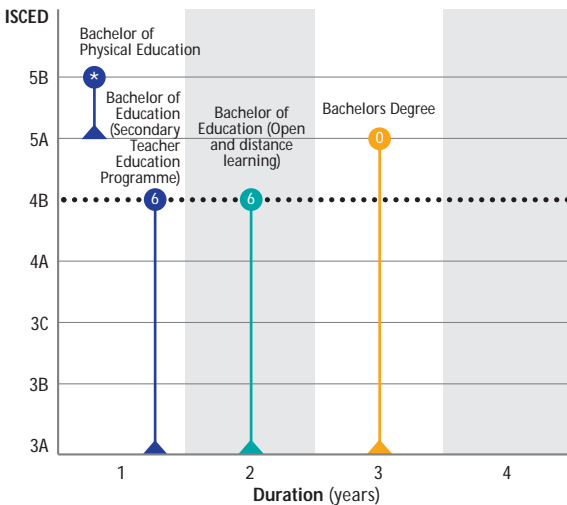 ISCED
Bachelor of
Physical Education
5B
*
Bachelor of
Education
(Secondary
Teacher
Education
Programme)
Bachelor of
Education (Open
and distance
learning)
Bachelors Degree
5A
0
4B
6
6
4A
3C
3B
3A
1
2
3
4
Duration (years)